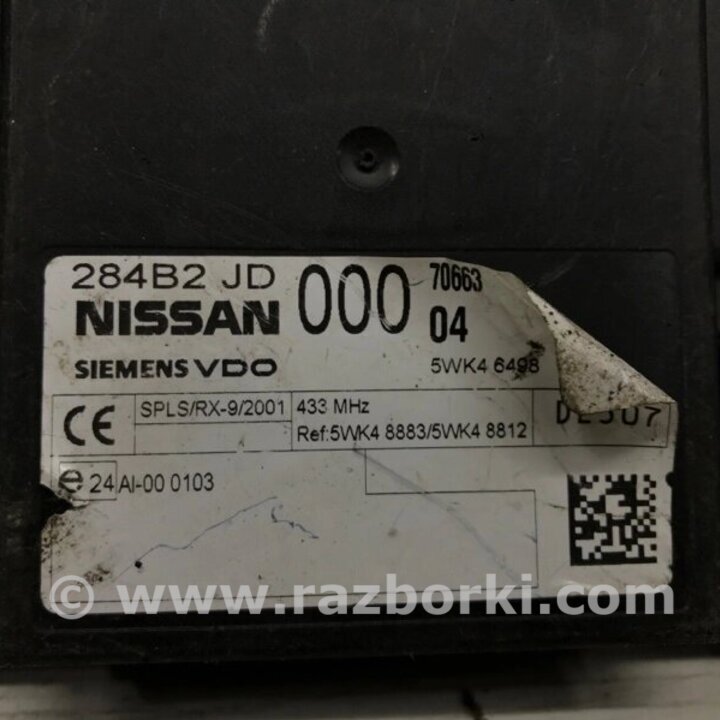 284B2 JD 000 70663
NISSAN 04
SIEMENS VDO 5WK4 6498
CE SPLS/RX-9/2001 433 MHz
Ref:5WK4 8883/5WK4 8812
e 24 AI-00 0103
© www.razborki.com